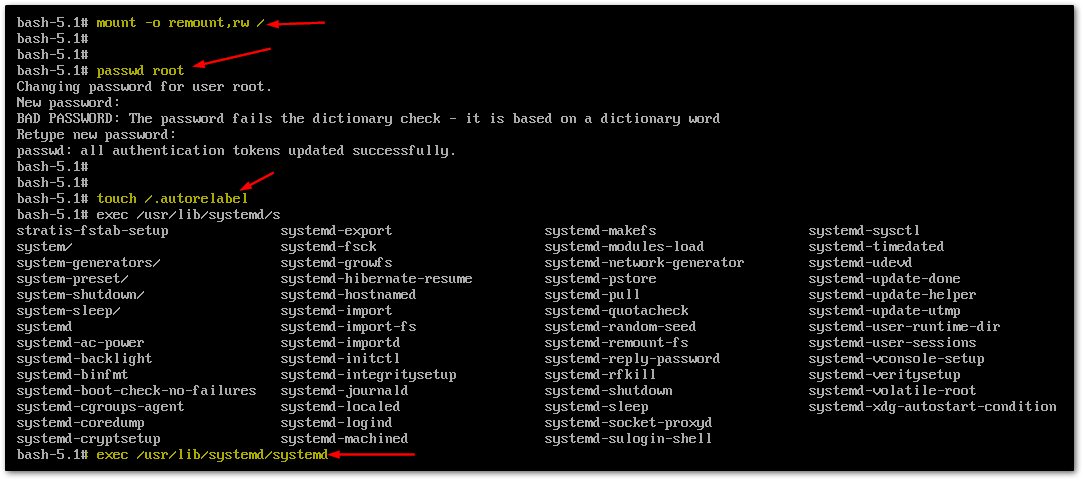 bash-5.1# mount -o remount,rw /
bash-5.1#
bash-5.1#
bash-5.1# passwd root
Changing password for user root.
New password:
BAD PASSWORD: The password fails the dictionary check - it is based on a dictionary word
Retype new password:
passwd: all authentication tokens updated successfully.
bash-5.1#
bash-5.1#
bash-5.1# touch /.autorelabel
bash-5.1# exec /usr/lib/systemd/s
stratis-fstab-setup systemd-export systemd-makefs systemd-sysctl
system/ systemd-fsck systemd-modules-load systemd-timedated
system-generators/ systemd-growfs systemd-network-generator systemd-udevd
system-preset/ systemd-hibernate-resume systemd-pstore systemd-update-done
system-shutdown/ systemd-hostnamed systemd-pull systemd-update-helper
system-sleep/ systemd-import systemd-quotacheck systemd-update-utmp
systemd systemd-import-fs systemd-random-seed systemd-user-runtime-dir
systemd-ac-power systemd-importd systemd-remount-fs systemd-user-sessions
systemd-backlight systemd-initctl systemd-reply-password systemd-vconsole-setup
systemd-binfmt systemd-integritysetup systemd-rfkill systemd-veritysetup
systemd-boot-check-no-failures systemd-journald systemd-shutdown systemd-volatile-root
systemd-cgroups-agent systemd-localed systemd-sleep systemd-xdg-autostart-condition
systemd-coredump systemd-logind systemd-socket-proxyd
systemd-cryptsetup systemd-machined systemd-sulogin-shell
bash-5.1# exec /usr/lib/systemd/systemd